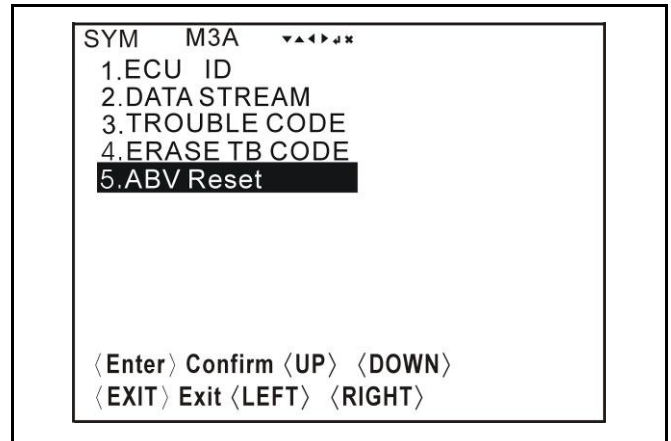 SYM M3A ▼▲◀▶↲✖
1.ECU ID
2.DATA STREAM
3.TROUBLE CODE
4.ERASE TB CODE
5.ABV Reset
〈Enter〉 Confirm 〈UP〉 〈DOWN〉
〈EXIT〉 Exit 〈LEFT〉 〈RIGHT〉